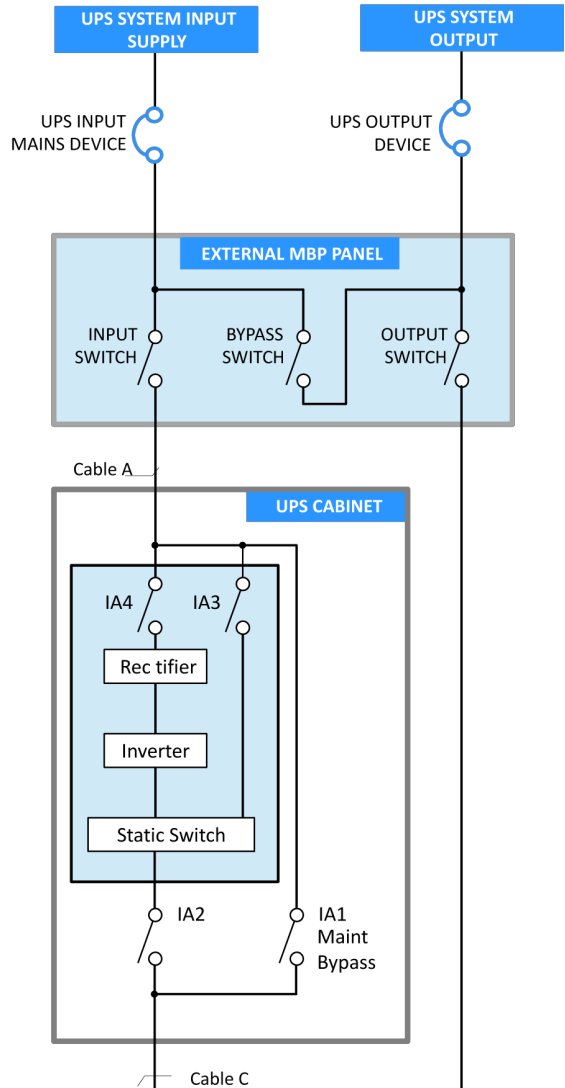 UPS SYSTEM INPUT
SUPPLY
UPS SYSTEM
OUTPUT
UPS INPUT
MAINS DEVICE
UPS OUTPUT
DEVICE
EXTERNAL MBP PANEL
INPUT
SWITCH
BYPASS
SWITCH
OUTPUT
SWITCH
Cable A
UPS CABINET
IA4
IA3
Rec tifier
Inverter
Static Switch
IA2
IA1
Maint
Bypass
Cable C